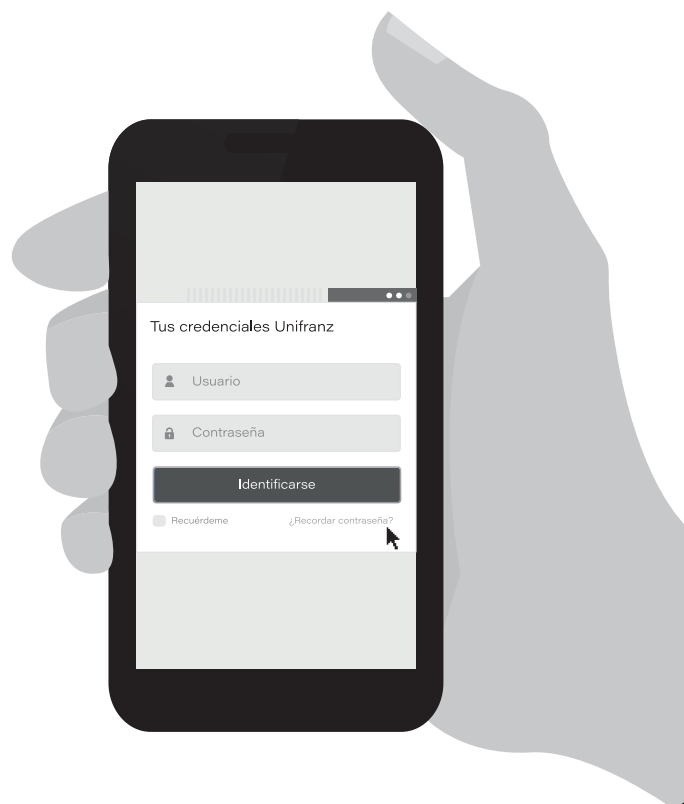 Tus credenciales Unifranz
Usuario
Contraseña
Identificarse
Recuérdeme ¿Recordar contraseña?